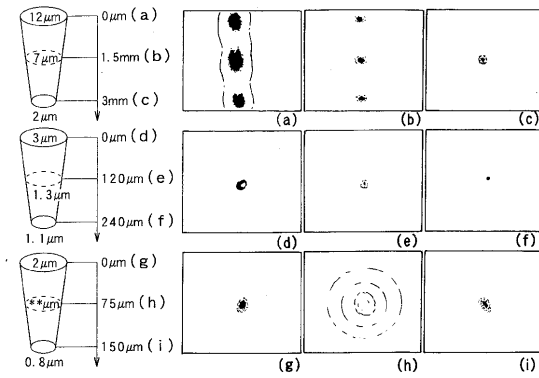 12μm
0μm (a)
7μm
1.5mm (b)
3mm (c)
2μm
(a)
(b)
(c)
3μm
0μm (d)
120μm (e)
1.3μm
240μm (f)
1.1μm
(d)
(e)
(f)
2μm
0μm (g)
**μm
75μm (h)
150μm (i)
0.8μm
(g)
(h)
(i)